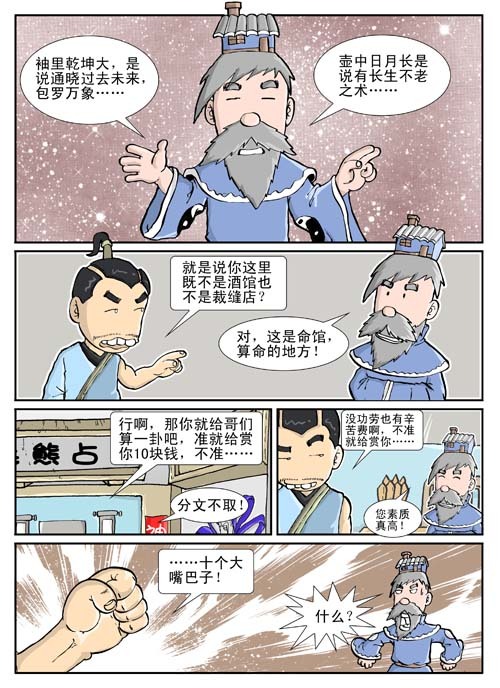 袖里乾坤大，是
说通晓过去未来，
包罗万象……
壶中日月长是
说有长生不老
之术……
就是说你这里
既不是酒馆也
不是裁缝店？
对，这是命馆，
算命的地方！
行啊，那你就给哥们
算一卦吧，准就给赏
你10块钱，不准……
分文不取！
熊占
没功劳也有辛
苦费啊，不准
就给赏你……
您素质
真高！
……十个大
嘴巴子！
什么？